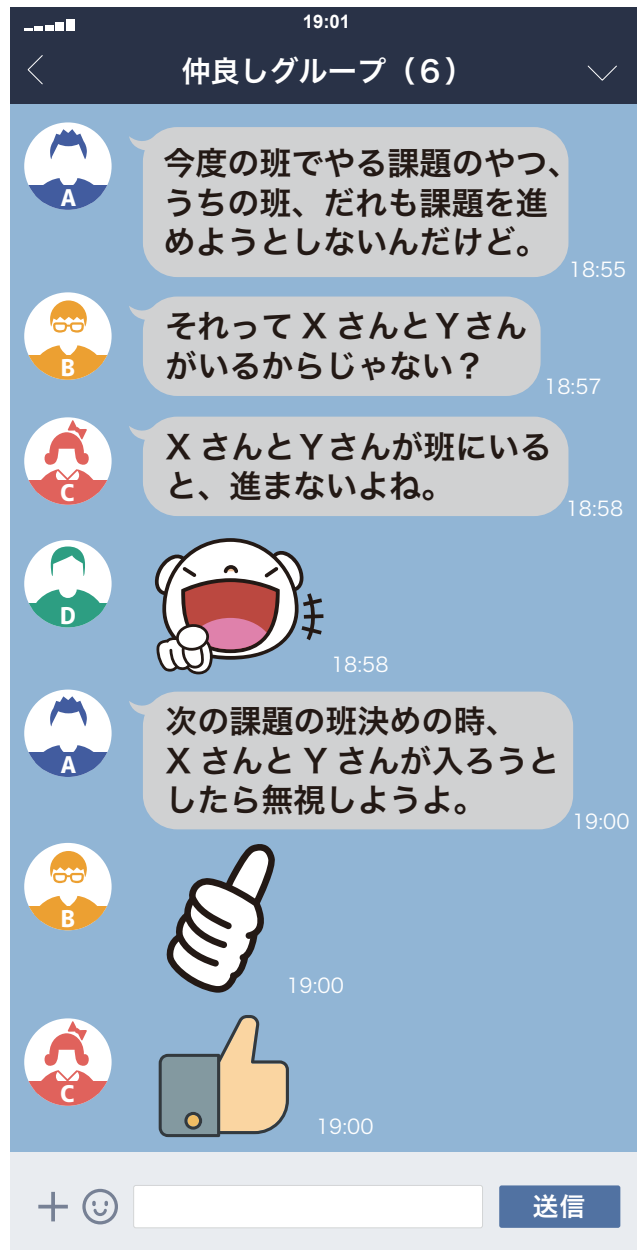 19:01
仲良しグループ（6）
A
今度の班でやる課題のやつ、
うちの班、だれも課題を進
めようとしないんだけど。
18:55
B
それって X さんとYさん
がいるからじゃない？
18:57
C
X さんとYさんが班にいる
と、進まないよね。
18:58
D
18:58
A
次の課題の班決めの時、
X さんと Y さんが入ろうと
したら無視しようよ。
19:00
B
19:00
C
19:00
送信